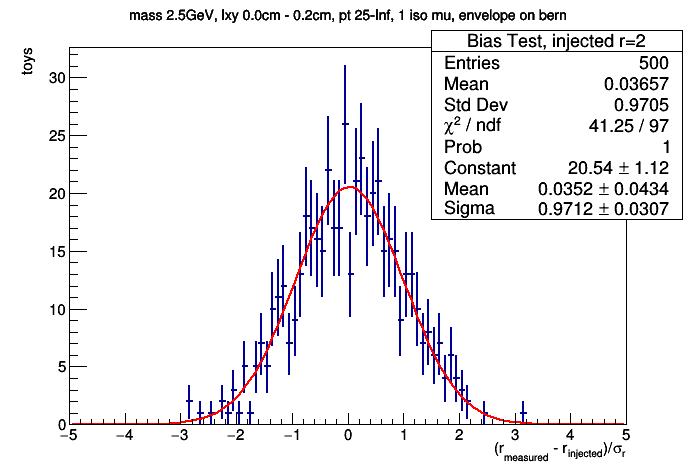 mass 2.5GeV, lxy 0.0cm - 0.2cm, pt 25-Inf, 1 iso mu, envelope on bern
Bias Test, injected r=2
Entries 500
Mean 0.03657
Std Dev 0.9705
χ² / ndf 41.25 / 97
Prob 1
Constant 20.54 ± 1.12
Mean 0.0352 ± 0.0434
Sigma 0.9712 ± 0.0307
toys
30
25
20
15
10
5
0
−5 −4 −3 −2 −1 0 1 2 3 4 5
(r_measured - r_injected)/σ_r